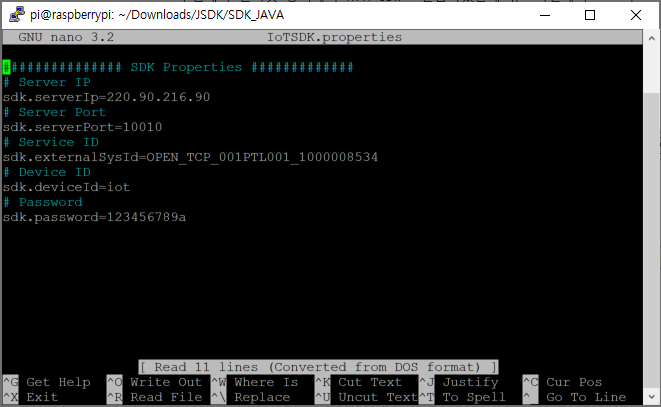 pi@raspberrypi: ~/Downloads/JSDK/SDK_JAVA
GNU nano 3.2 IoTSDK.properties
############## SDK Properties #############
# Server IP
sdk.serverIp=220.90.216.90
# Server Port
sdk.serverPort=10010
# Service ID
sdk.externalSysId=OPEN_TCP_001PTL001_1000008534
# Device ID
sdk.deviceId=iot
# Password
sdk.password=123456789a
[ Read 11 lines (Converted from DOS format) ]
^G Get Help ^O Write Out ^W Where Is ^K Cut Text ^J Justify ^C Cur Pos
^X Exit ^R Read File ^\ Replace ^U Uncut Text ^T To Spell ^_ Go To Line